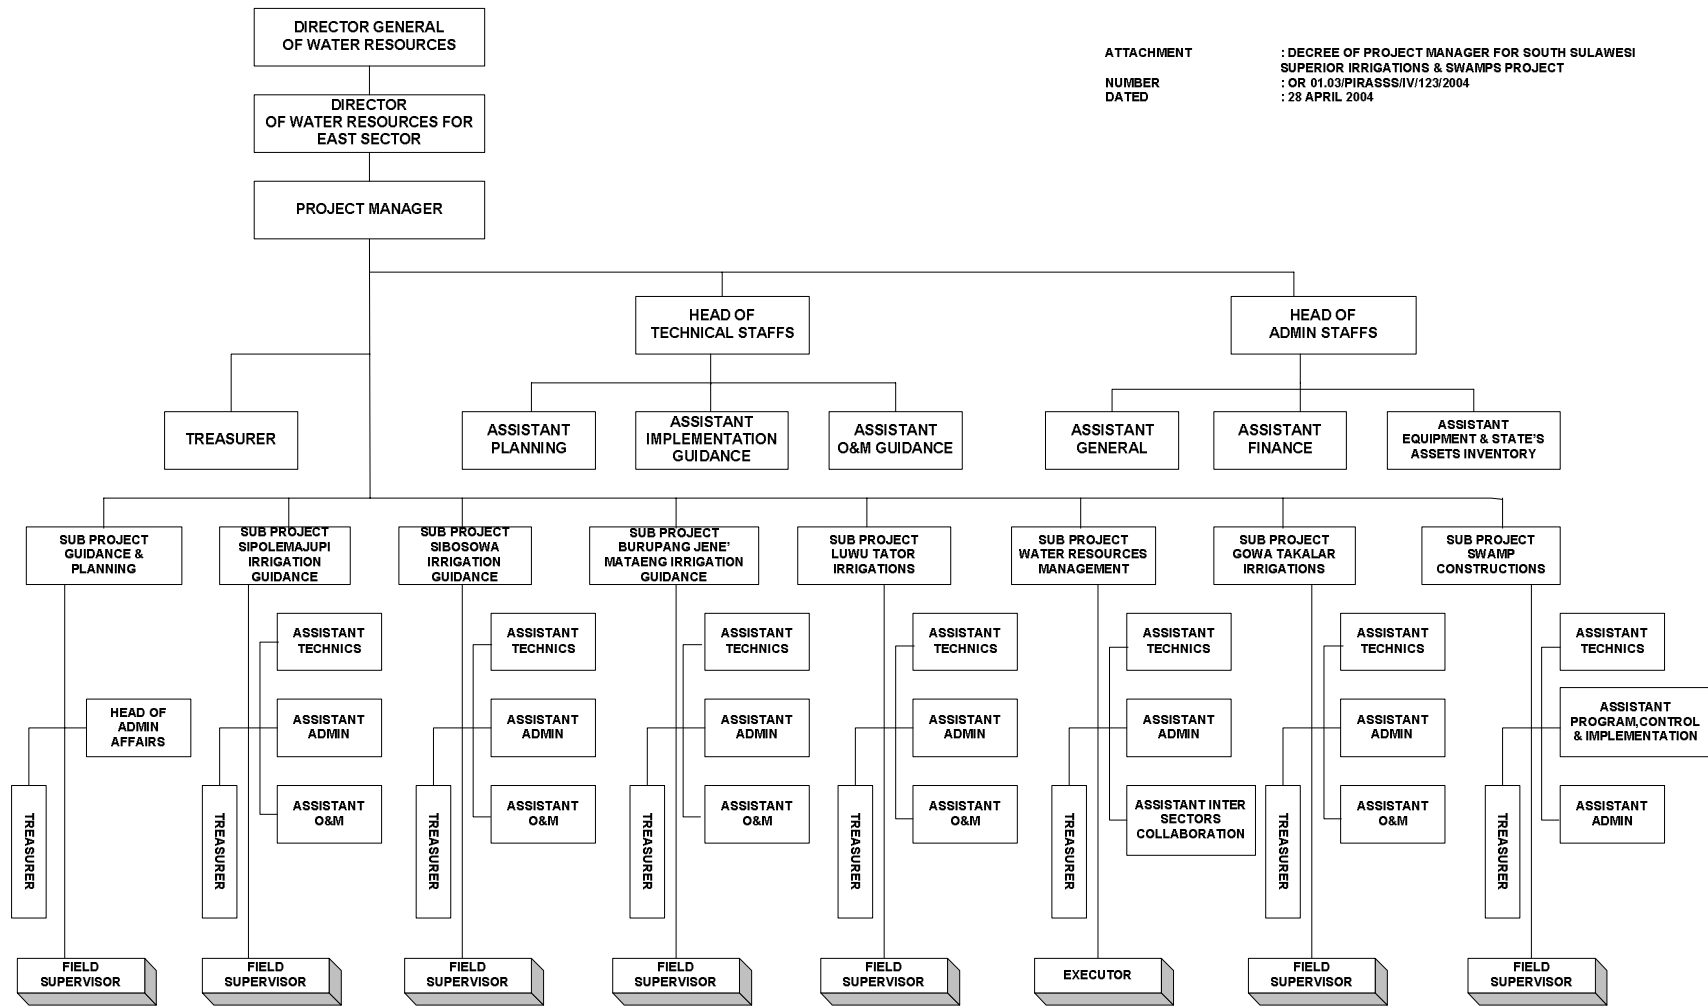 DIRECTOR GENERAL
OF WATER RESOURCES
ATTACHMENT : DECREE OF PROJECT MANAGER FOR SOUTH SULAWESI
SUPERIOR IRRIGATIONS & SWAMPS PROJECT
NUMBER : OR 01.03/PIRASSS/IV/123/2004
DATED : 28 APRIL 2004
DIRECTOR
OF WATER RESOURCES FOR
EAST SECTOR
PROJECT MANAGER
HEAD OF
TECHNICAL STAFFS
HEAD OF
ADMIN STAFFS
TREASURER
ASSISTANT
PLANNING
ASSISTANT
IMPLEMENTATION
GUIDANCE
ASSISTANT
O&M GUIDANCE
ASSISTANT
GENERAL
ASSISTANT
FINANCE
ASSISTANT
EQUIPMENT & STATE'S
ASSETS INVENTORY
SUB PROJECT
GUIDANCE &
PLANNING
SUB PROJECT
SIPOLEMAJUPI
IRRIGATION
GUIDANCE
SUB PROJECT
SIBOSOWA
IRRIGATION
GUIDANCE
SUB PROJECT
BURUPANG JENE'
MATAENG IRRIGATION
GUIDANCE
SUB PROJECT
LUWU TATOR
IRRIGATIONS
SUB PROJECT
WATER RESOURCES
MANAGEMENT
SUB PROJECT
GOWA TAKALAR
IRRIGATIONS
SUB PROJECT
SWAMP
CONSTRUCTIONS
HEAD OF
ADMIN
AFFAIRS
TREASURER
FIELD
SUPERVISOR
ASSISTANT
TECHNICS
ASSISTANT
ADMIN
ASSISTANT
O&M
TREASURER
FIELD
SUPERVISOR
ASSISTANT
TECHNICS
ASSISTANT
ADMIN
ASSISTANT
O&M
TREASURER
FIELD
SUPERVISOR
ASSISTANT
TECHNICS
ASSISTANT
ADMIN
ASSISTANT
O&M
TREASURER
FIELD
SUPERVISOR
ASSISTANT
TECHNICS
ASSISTANT
ADMIN
ASSISTANT
O&M
TREASURER
FIELD
SUPERVISOR
ASSISTANT
TECHNICS
ASSISTANT
ADMIN
ASSISTANT INTER
SECTORS
COLLABORATION
TREASURER
EXECUTOR
ASSISTANT
TECHNICS
ASSISTANT
ADMIN
ASSISTANT
O&M
TREASURER
FIELD
SUPERVISOR
ASSISTANT
TECHNICS
ASSISTANT
PROGRAM,CONTROL
& IMPLEMENTATION
ASSISTANT
ADMIN
TREASURER
FIELD
SUPERVISOR